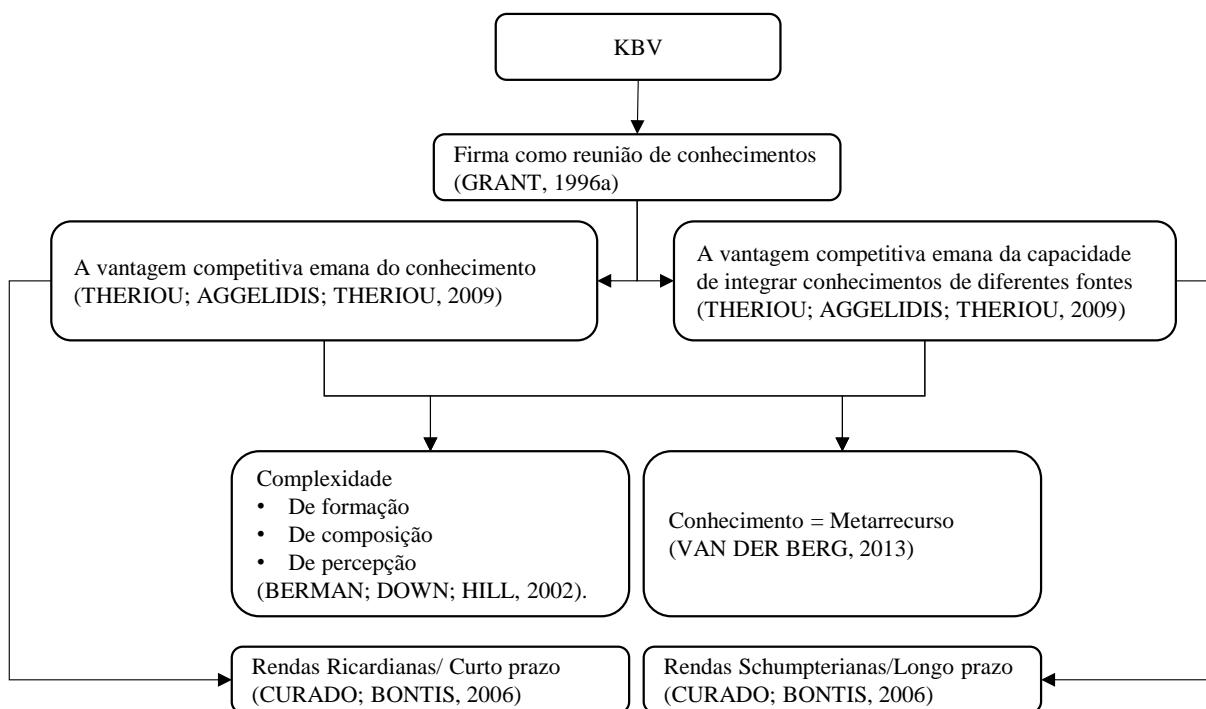 KBV
Firma como reunião de conhecimentos
(GRANT, 1996a)
A vantagem competitiva emana do conhecimento
(THERIOU; AGGELIDIS; THERIOU, 2009)
A vantagem competitiva emana da capacidade
de integrar conhecimentos de diferentes fontes
(THERIOU; AGGELIDIS; THERIOU, 2009)
Complexidade
• De formação
• De composição
• De percepção
(BERMAN; DOWN; HILL, 2002).
Conhecimento = Metarrecurso
(VAN DER BERG, 2013)
Rendas Ricardianas/ Curto prazo
(CURADO; BONTIS, 2006)
Rendas Schumpterianas/Longo prazo
(CURADO; BONTIS, 2006)